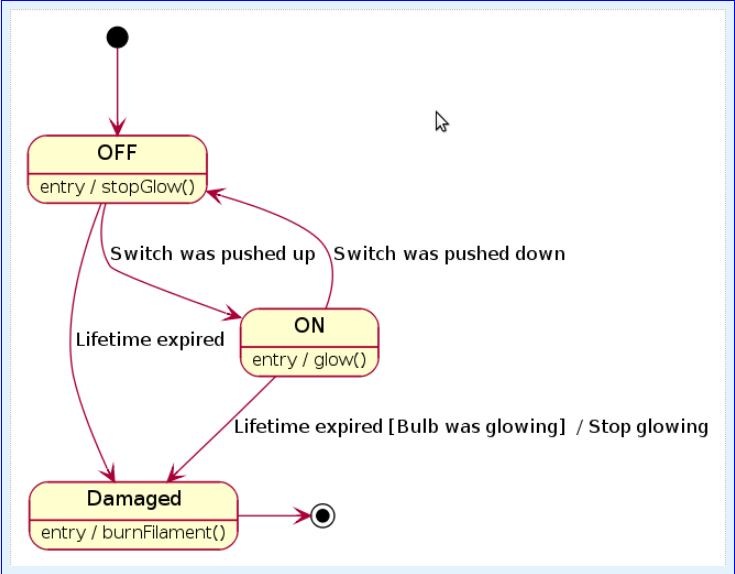 OFF
entry / stopGlow()
Switch was pushed up
Switch was pushed down
ON
entry / glow()
Lifetime expired
Lifetime expired [Bulb was glowing] / Stop glowing
Damaged
entry / burnFilament()